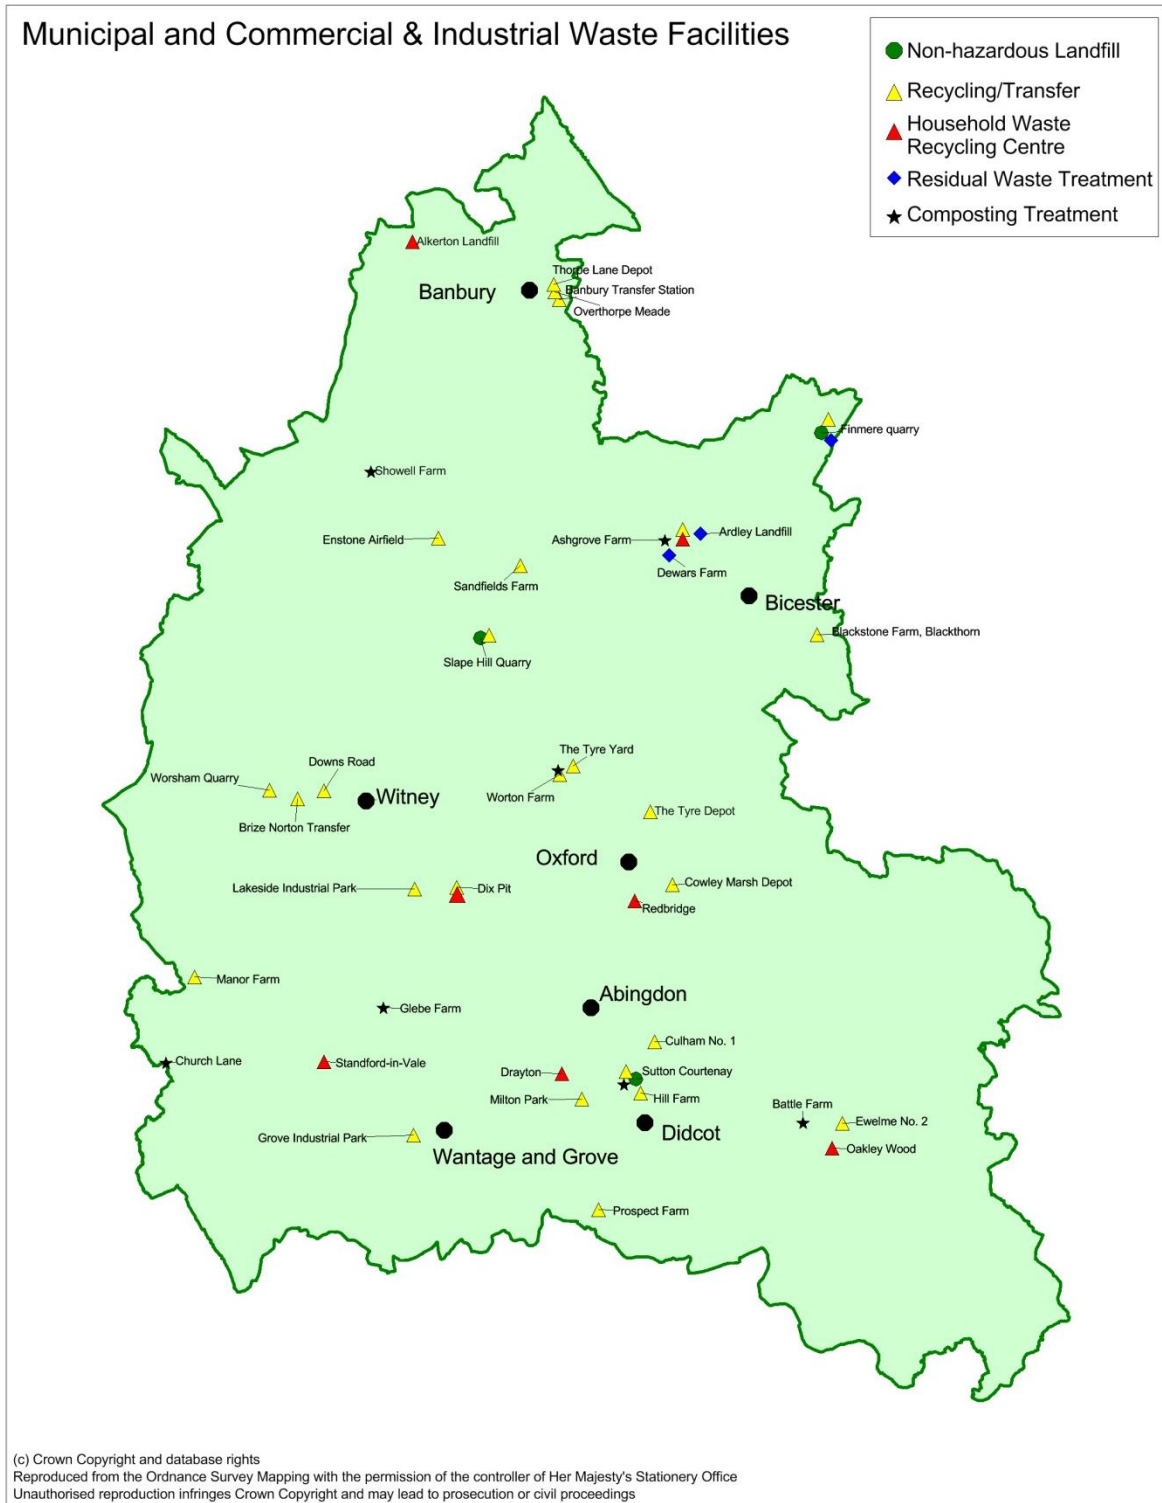 Municipal and Commercial & Industrial Waste Facilities
Non-hazardous Landfill
Recycling/Transfer
Household Waste
Recycling Centre
Residual Waste Treatment
Composting Treatment
Alkerton Landfill
Thorpe Lane Depot
Banbury
Banbury Transfer Station
Overthorpe Meade
Finmere quarry
Showell Farm
Enstone Airfield
Ashgrove Farm
Ardley Landfill
Sandfields Farm
Dewars Farm
Bicester
Blackstone Farm, Blackthorn
Slape Hill Quarry
The Tyre Yard
Downs Road
Worsham Quarry
Witney
Worton Farm
Brize Norton Transfer
The Tyre Depot
Oxford
Lakeside Industrial Park
Dix Pit
Cowley Marsh Depot
Redbridge
Manor Farm
Abingdon
Glebe Farm
Culham No. 1
Church Lane
Standford-in-Vale
Drayton
Sutton Courtenay
Milton Park
Hill Farm
Battle Farm
Ewelme No. 2
Grove Industrial Park
Didcot
Wantage and Grove
Oakley Wood
Prospect Farm
(c) Crown Copyright and database rights
Reproduced from the Ordnance Survey Mapping with the permission of the controller of Her Majesty's Stationery Office
Unauthorised reproduction infringes Crown Copyright and may lead to prosecution or civil proceedings